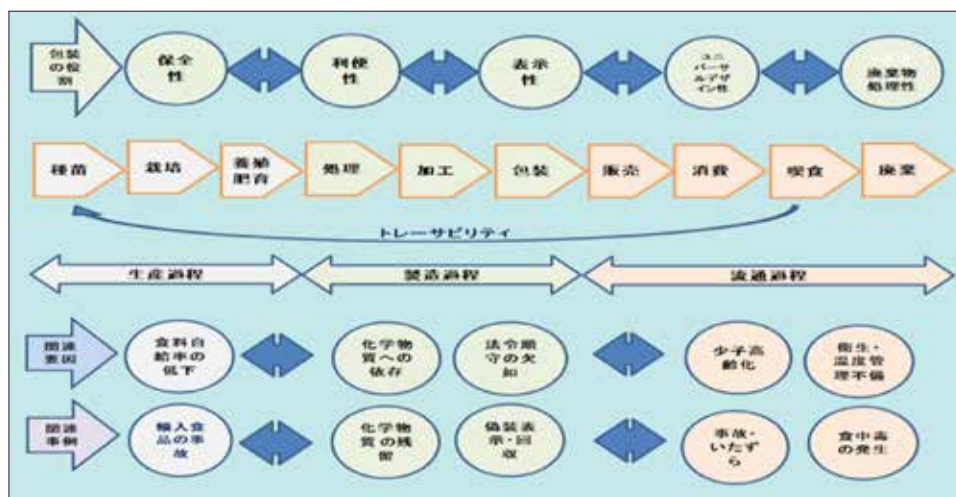 包装
の役
割
保全
性
利便
性
表示
性
ユニ
バーサ
ルデザ
イン性
廃棄物
処理性
種苗
栽培
養殖
肥育
処理
加工
包装
販売
消費
喫食
廃棄
トレーサビリティ
生産過程
製造過程
流通過程
関連
要因
食料自
給率の
低下
化学物
質への
依存
法令順
守の欠
如
少子高
齢化
衛生・
温度管
理不備
関連
事例
輸入食
品の事
故
化学物
質の残
留
偽装表
示・回
収
事故・
いたず
ら
食中毒
の発生